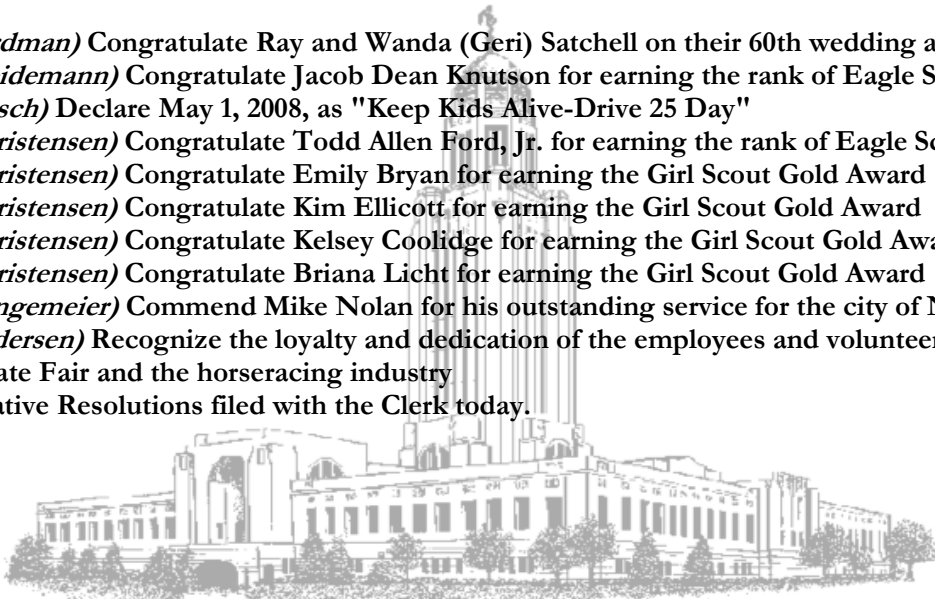 rdman) Congratulate Ray and Wanda (Geri) Satchell on their 60th wedding a
idemann) Congratulate Jacob Dean Knutson for earning the rank of Eagle S
sch) Declare May 1, 2008, as "Keep Kids Alive-Drive 25 Day"
ristensen) Congratulate Todd Allen Ford, Jr. for earning the rank of Eagle Sc
ristensen) Congratulate Emily Bryan for earning the Girl Scout Gold Award
ristensen) Congratulate Kim Ellicott for earning the Girl Scout Gold Award
ristensen) Congratulate Kelsey Coolidge for earning the Girl Scout Gold Awa
ristensen) Congratulate Briana Licht for earning the Girl Scout Gold Award
ngemeier) Commend Mike Nolan for his outstanding service for the city of N
dersen) Recognize the loyalty and dedication of the employees and volunteer
ate Fair and the horseracing industry
ative Resolutions filed with the Clerk today.